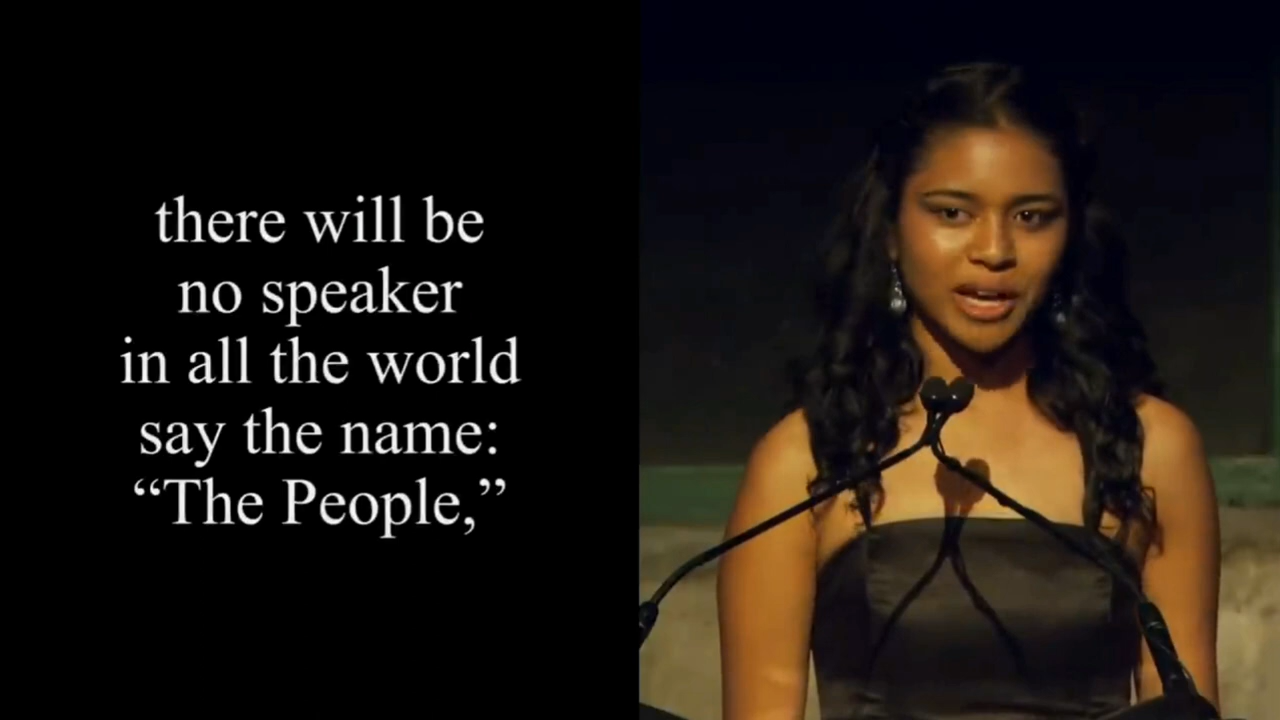 there will be
no speaker
in all the world
say the name:
“The People,”